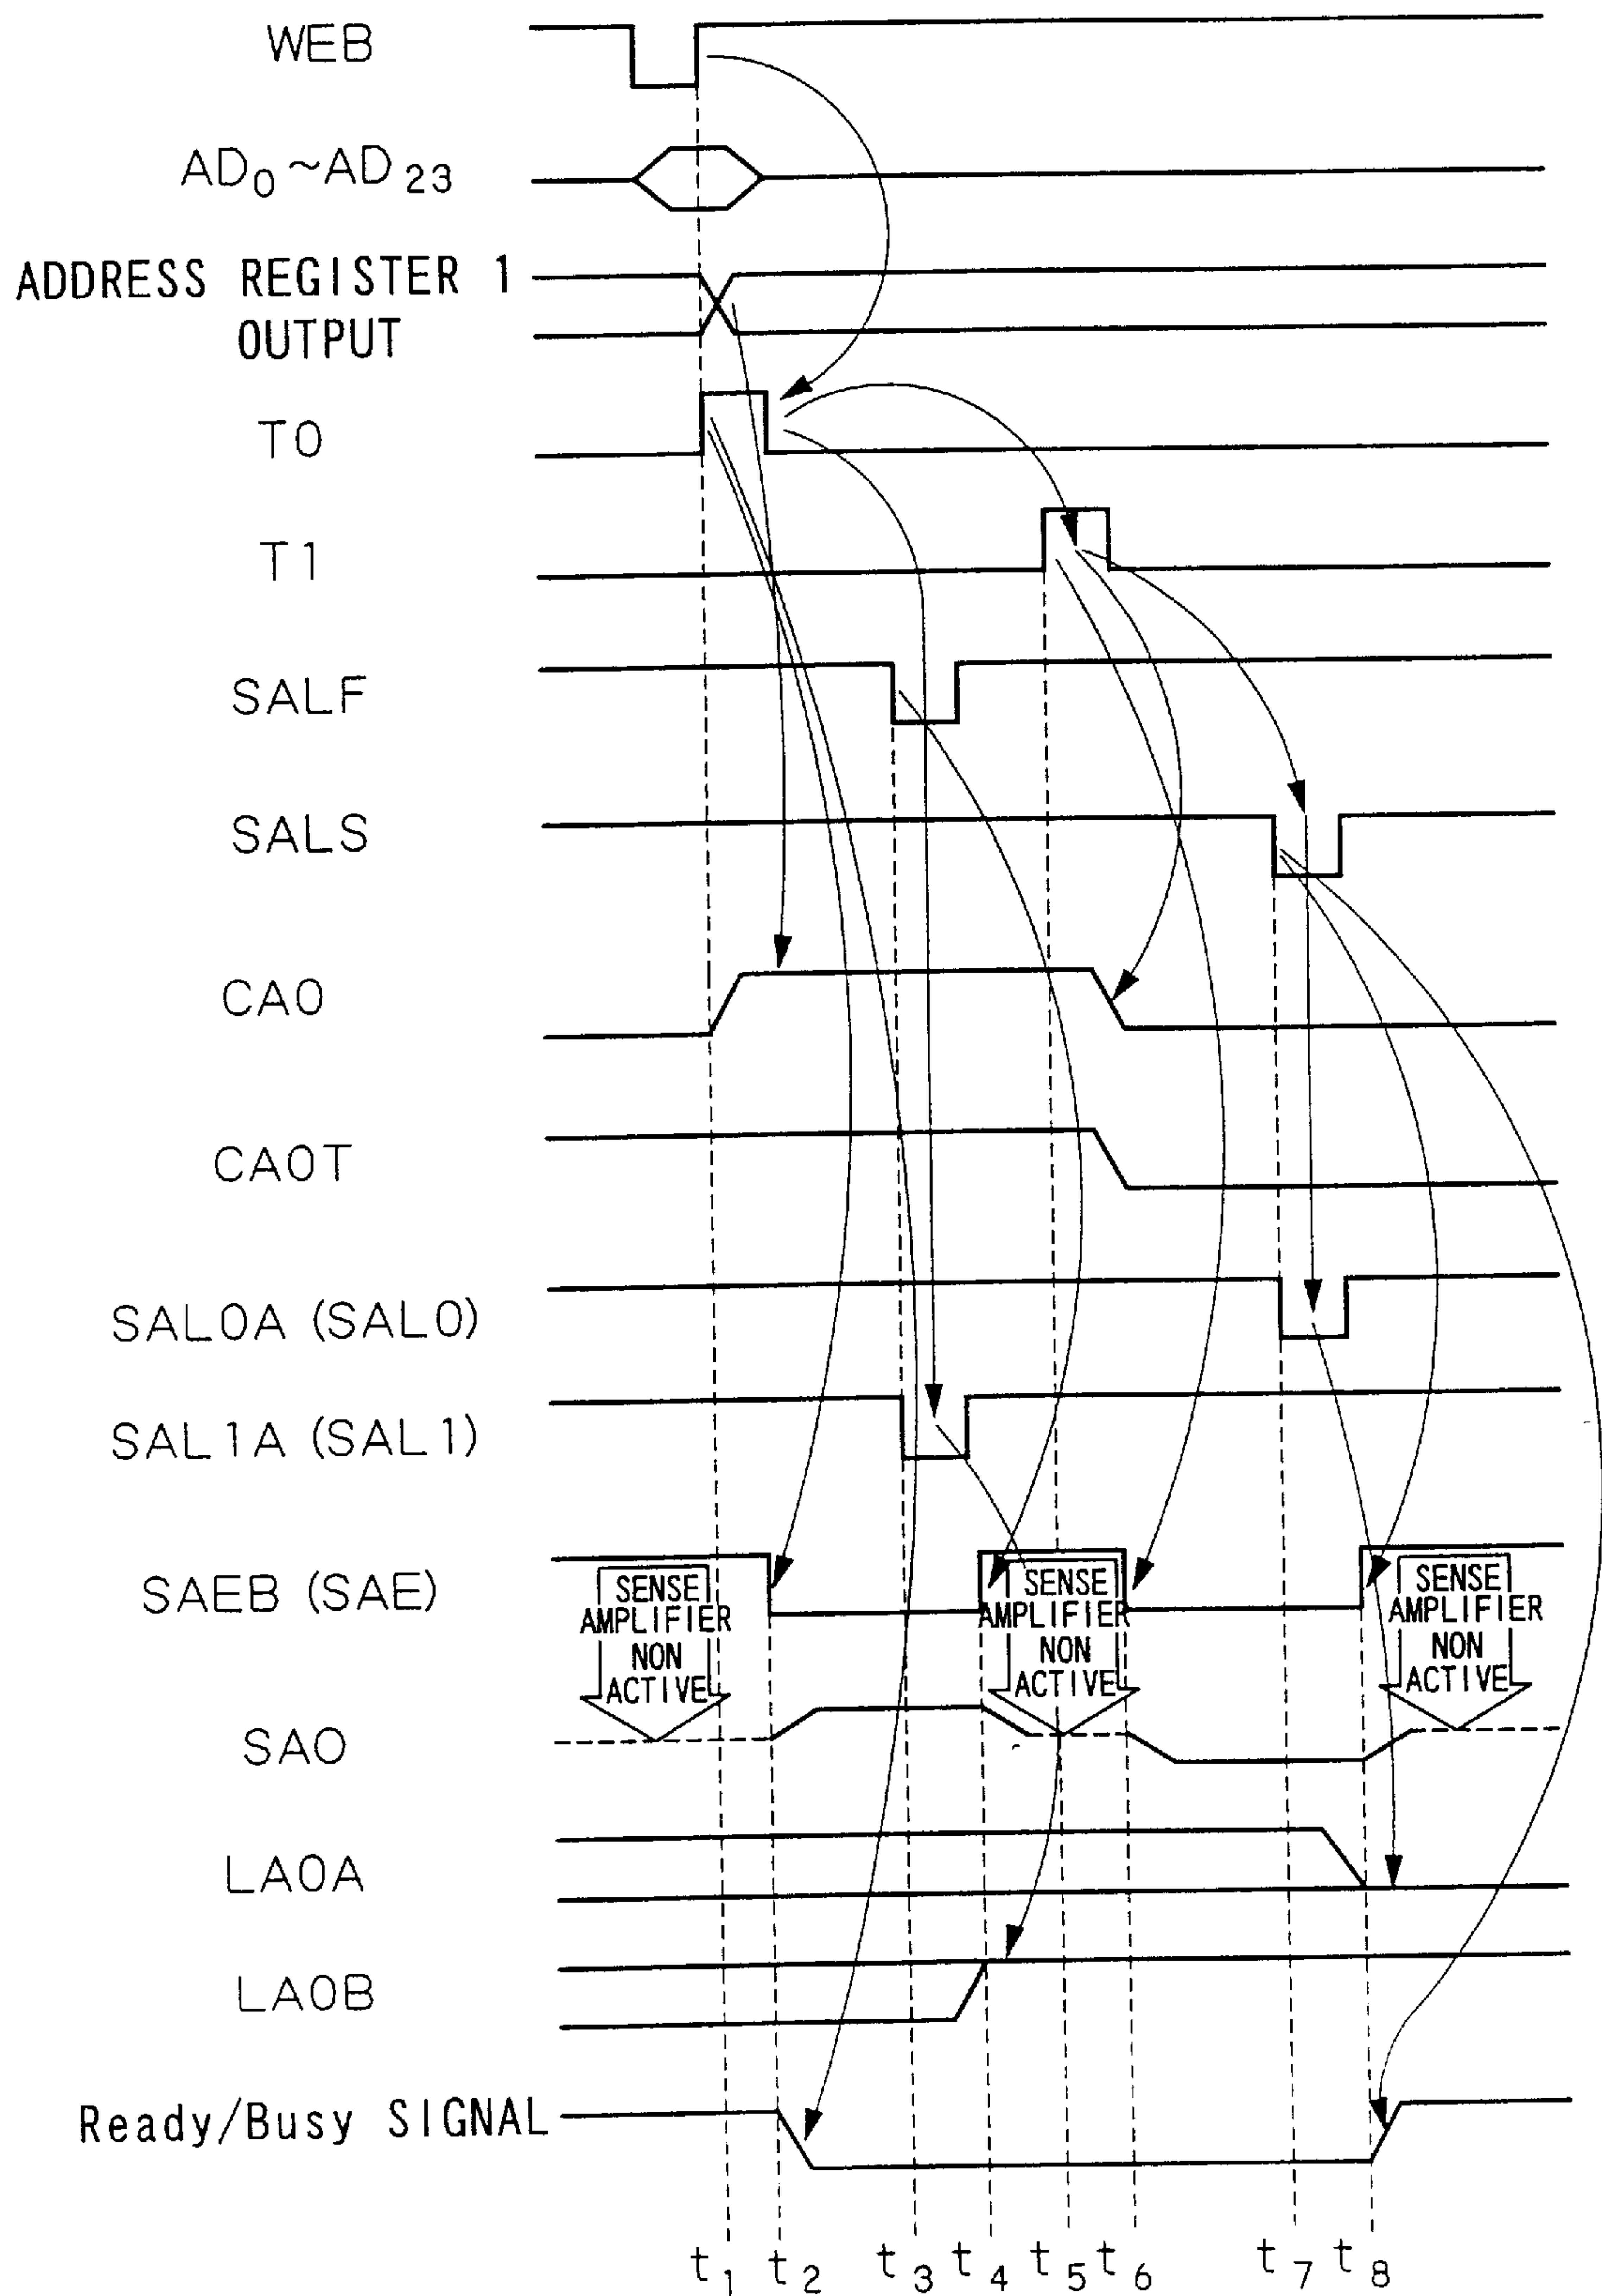 WEB
AD0~AD23
ADDRESS REGISTER 1
OUTPUT
T0
T1
SALF
SALS
CA0
CA0T
SAL0A (SAL0)
SAL1A (SAL1)
SAEB (SAE)
SENSE
AMPLIFIER
NON
ACTIVE
SENSE
AMPLIFIER
NON
ACTIVE
SENSE
AMPLIFIER
NON
ACTIVE
SA0
LA0A
LA0B
Ready/Busy SIGNAL
t1 t2 t3 t4 t5 t6 t7 t8